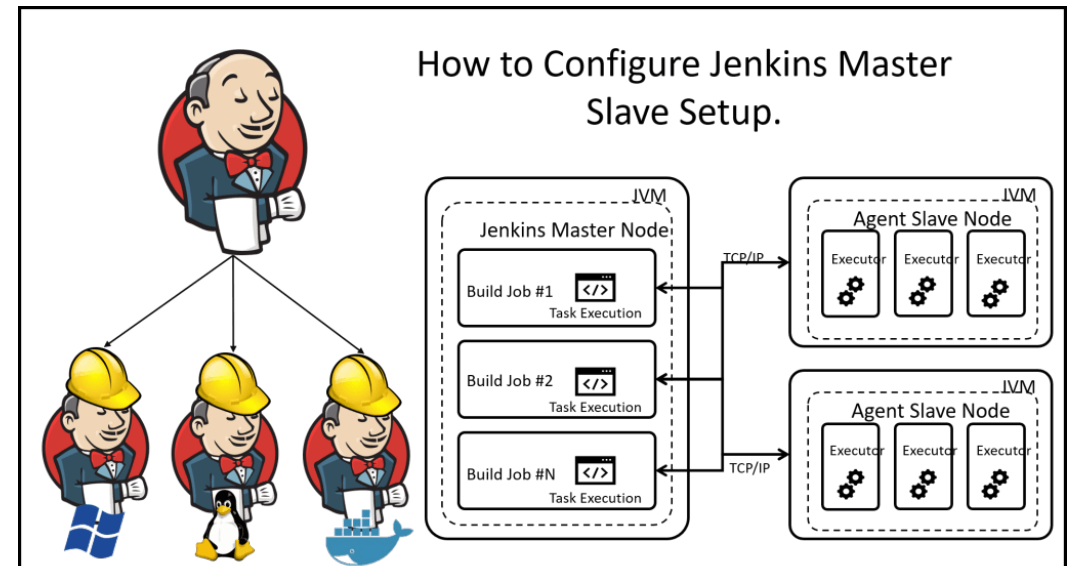 How to Configure Jenkins Master
Slave Setup.
JVM
Jenkins Master Node
Build Job #1
</>
Task Execution
Build Job #2
</>
Task Execution
Build Job #N
</>
Task Execution
TCP/IP
TCP/IP
JVM
Agent Slave Node
Executor Executor Executor
JVM
Agent Slave Node
Executor Executor Executor